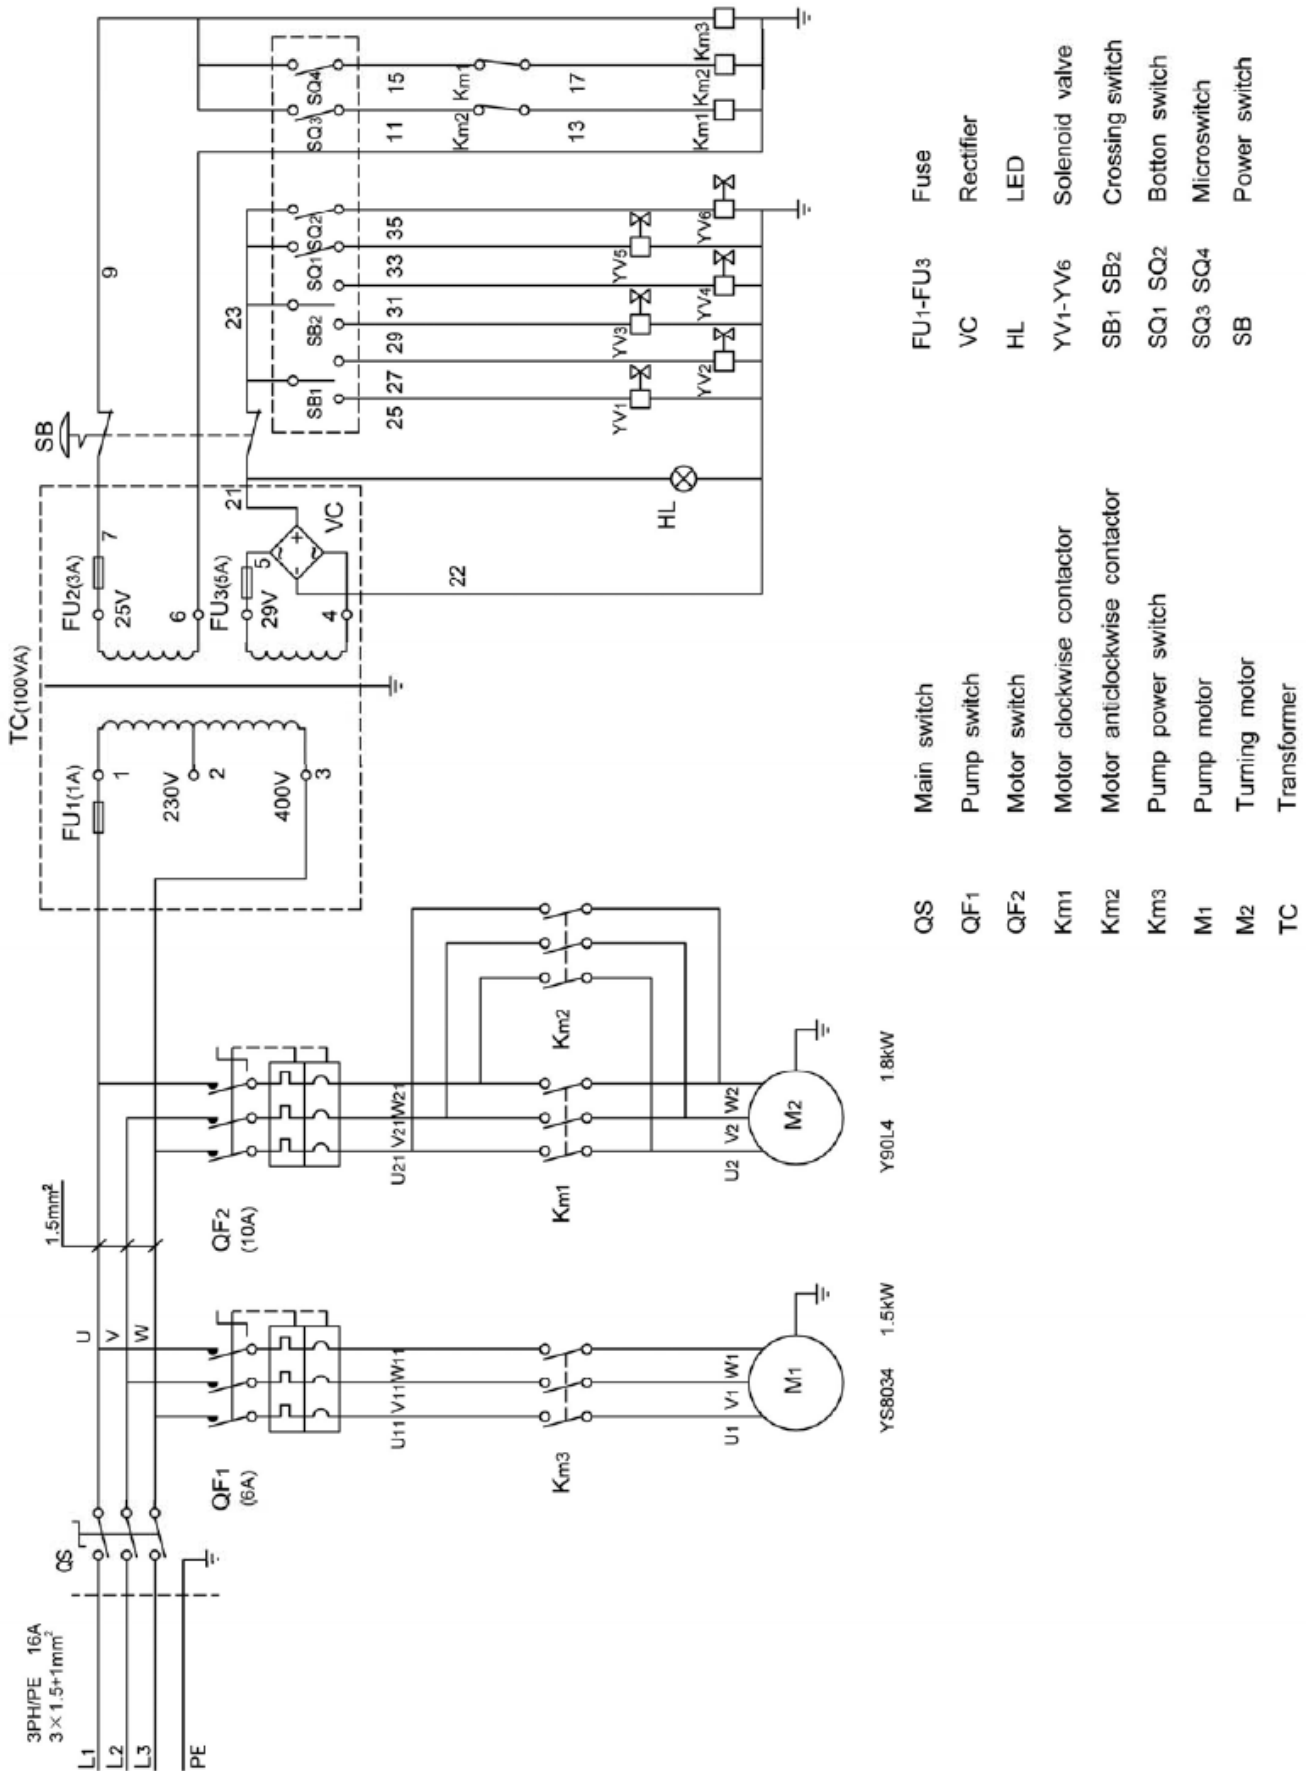 3PH/PE 16A
3×1.5+1mm²
L1
L2
L3
PE
QS
U
V
W
1.5mm²
QF1
(6A)
U11 V11 W11
Km3
U1 V1 W1
M1
YS8034 1.5kW
QF2
(10A)
U21 V21 W21
Km1
Km2
U2 V2 W2
M2
Y90L4 1.8kW
TC(100VA)
FU1(1A)
1
230V
2
400V
3
FU2(3A)
25V
7
6
FU3(5A)
29V
5
4
VC
21
22
HL
SB
9
23
SB1
SB2
SQ1
SQ2
SQ3
SQ4
25
27
29
31
33
35
11
15
Km2
Km1
13
17
YV1
YV2
YV3
YV4
YV5
YV6
Km1
Km2
Km3
QS Main switch
QF1 Pump switch
QF2 Motor switch
Km1 Motor clockwise contactor
Km2 Motor anticlockwise contactor
Km3 Pump power switch
M1 Pump motor
M2 Turning motor
TC Transformer
FU1-FU3 Fuse
VC Rectifier
HL LED
YV1-YV6 Solenoid valve
SB1 SB2 Crossing switch
SQ1 SQ2 Botton switch
SQ3 SQ4 Microswitch
SB Power switch